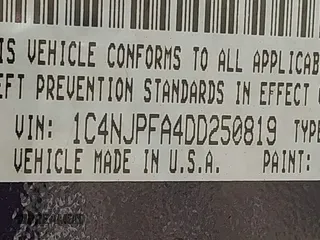 IS VEHICLE CONFORMS TO ALL APPLICAB
EFT PREVENTION STANDARDS IN EFFECT
VIN: 1C4NJPFA4DD250819 TYPE
VEHICLE MADE IN U.S.A. PAINT: